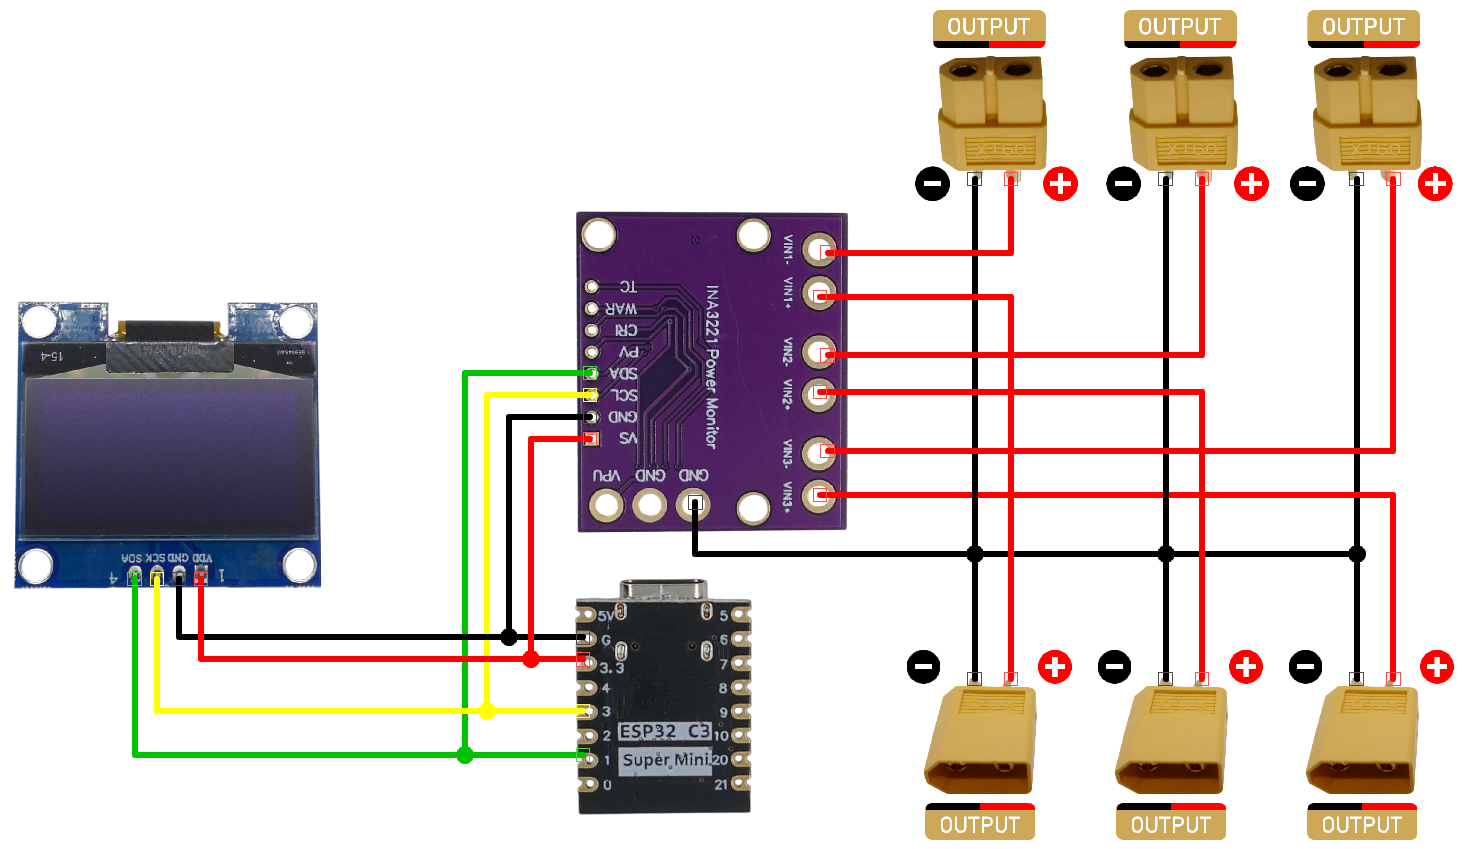 OUTPUT
OUTPUT
OUTPUT
XT60
XT60
XT60
VIN1-
VIN1+
VIN2-
VIN2+
VIN3-
VIN3+
INA3221 Power Monitor
TC
WAR
CRI
PV
SDA
SCL
GND
VS
VPU
GND
GND
15-4
SDA
SCK
GND
VDD
4
1
5V
G
3.3
4
3
2
1
0
5
6
7
8
9
10
20
21
ESP32 C3
Super Mini
OUTPUT
OUTPUT
OUTPUT